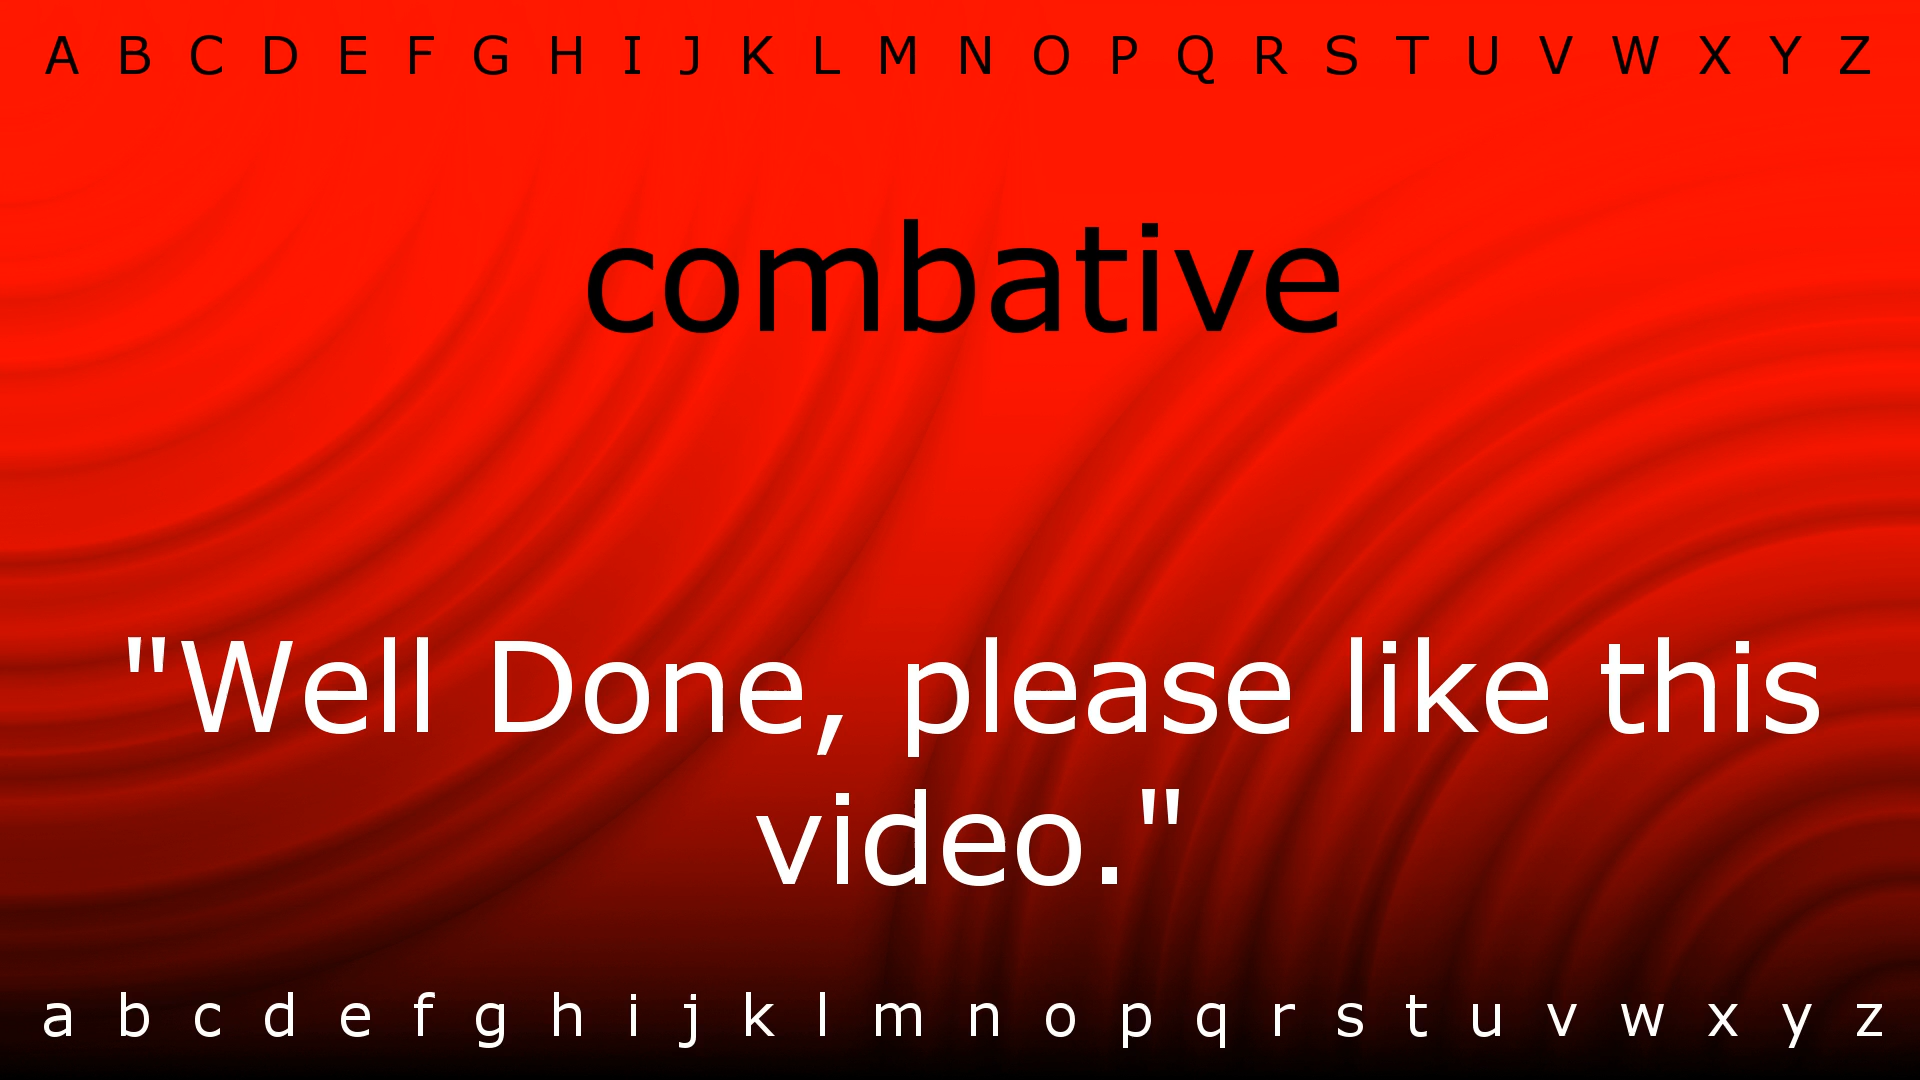 A B C D E F G H I J K L M N O P Q R S T U V W X Y Z
combative
"Well Done, please like this
video."
a b c d e f g h i j k l m n o p q r s t u v w x y z